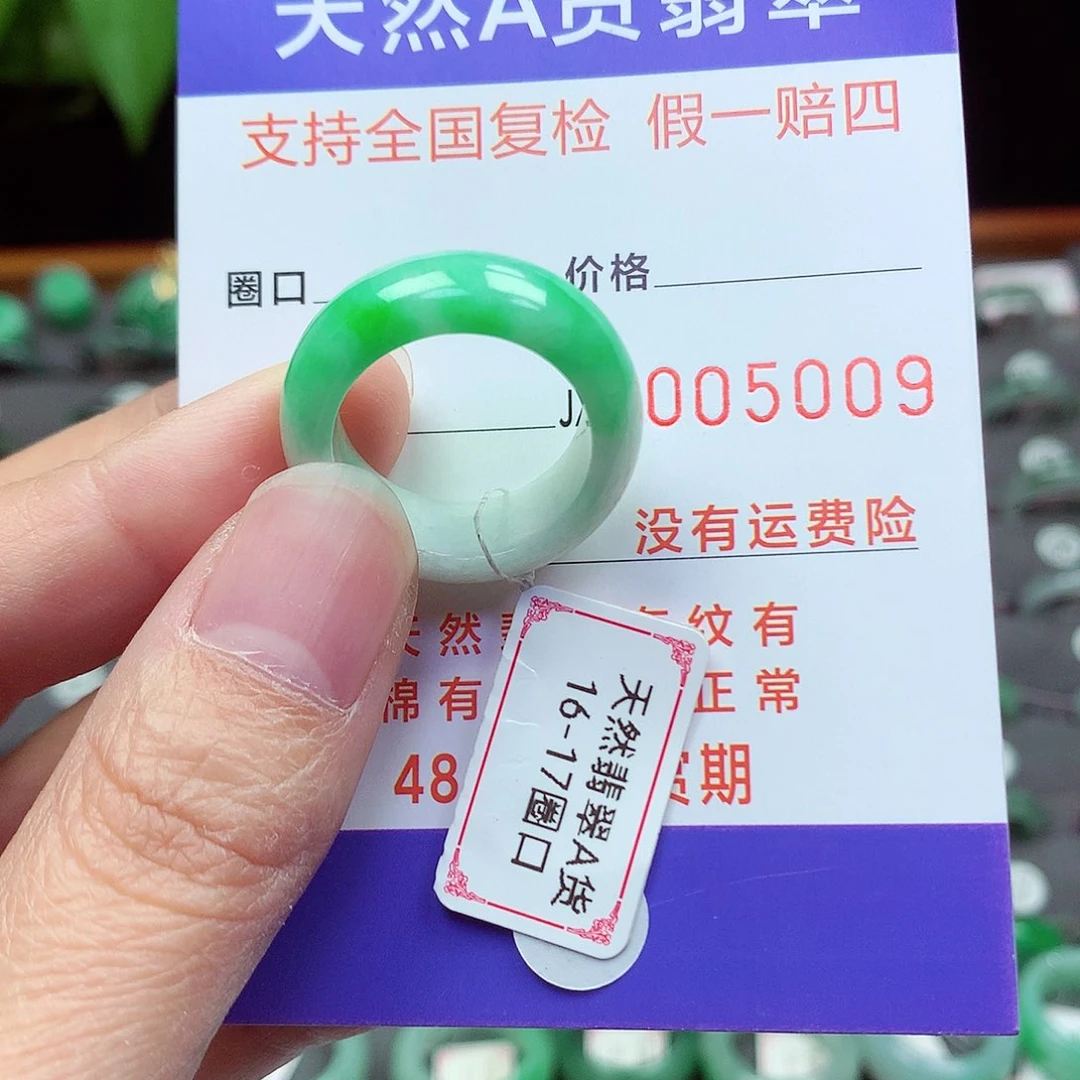 天然A货翡翠
支持全国复检 假一赔四
圈口 价格
J/ 005009
没有运费险
天然 纹有
棉有 正常
48 货期
天然翡翠A货
16-17圈口